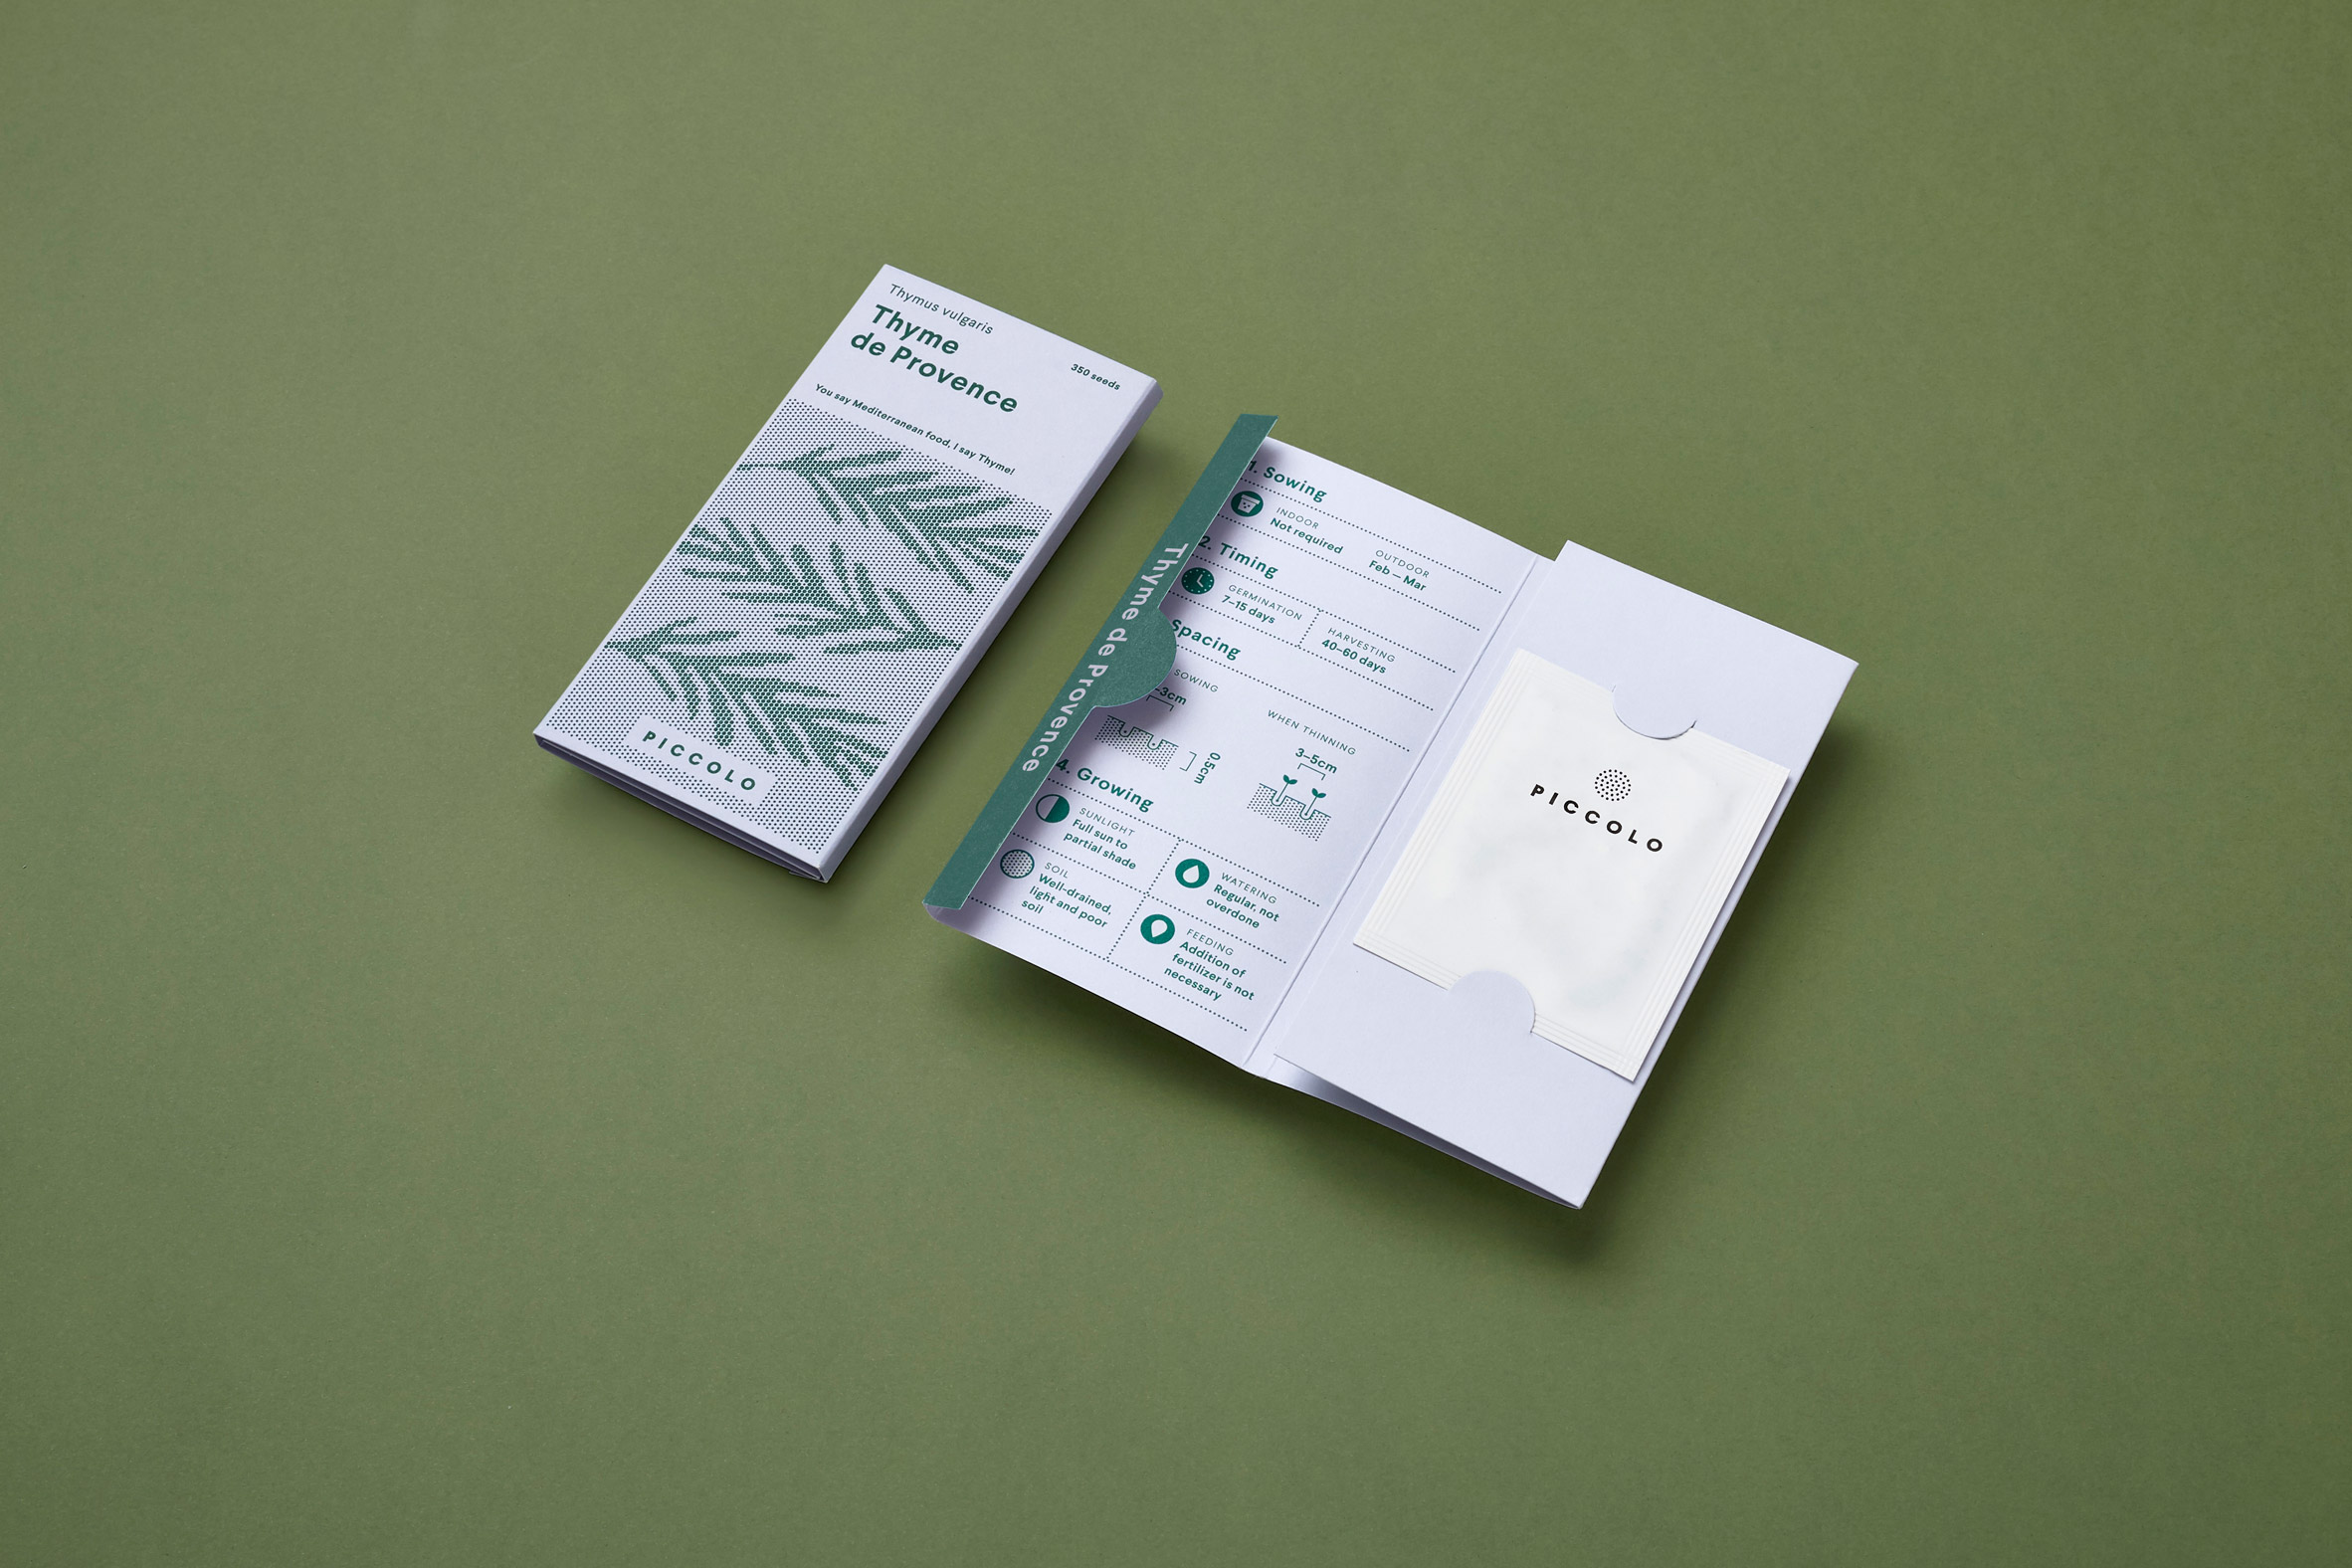 Thymus vulgaris
Thyme
de Provence
350 seeds
You say Mediterranean food, I say Thyme!
PICCOLO
Thyme de Provence
1. Sowing
INDOOR
Not required
OUTDOOR
Feb – Mar
2. Timing
GERMINATION
7–15 days
HARVESTING
40–60 days
Spacing
SOWING
-3cm
0.5cm
WHEN THINNING
3–5cm
4. Growing
SUNLIGHT
Full sun to
partial shade
WATERING
Regular, not
overdone
SOIL
Well-drained,
light and poor
soil
FEEDING
Addition of
fertilizer is not
necessary
PICCOLO